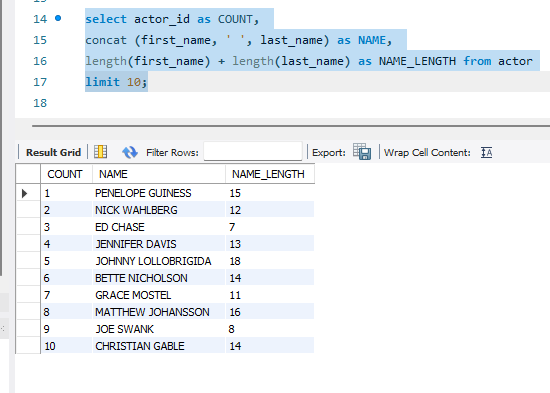 14 select actor_id as COUNT,
15 concat (first_name, ' ', last_name) as NAME,
16 length(first_name) + length(last_name) as NAME_LENGTH from actor
17 limit 10;
18
Result Grid Filter Rows: Export: Wrap Cell Content:
COUNT NAME NAME_LENGTH
1 PENELOPE GUINESS 15
2 NICK WAHLBERG 12
3 ED CHASE 7
4 JENNIFER DAVIS 13
5 JOHNNY LOLLOBRIGIDA 18
6 BETTE NICHOLSON 14
7 GRACE MOSTEL 11
8 MATTHEW JOHANSSON 16
9 JOE SWANK 8
10 CHRISTIAN GABLE 14